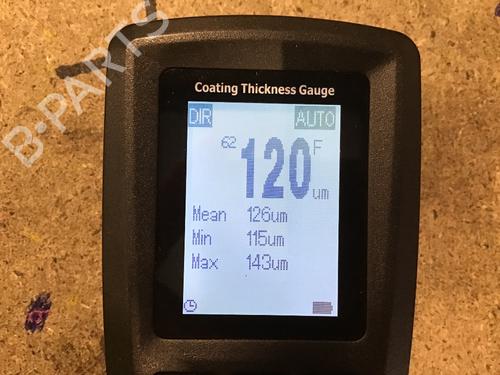 B-PARTS
Coating Thickness Gauge
DIR AUTO
62 120 F um
Mean 126um
Min 115um
Max 143um